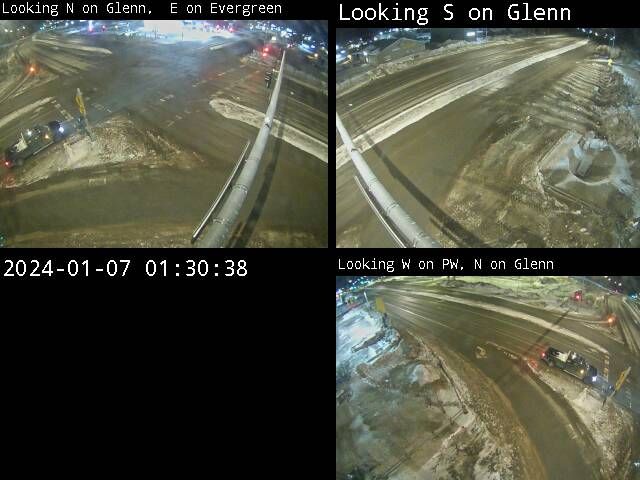 Looking N on Glenn,  E on Evergreen
Looking S on Glenn
2024-01-07 01:30:38
Looking W on PW, N on Glenn